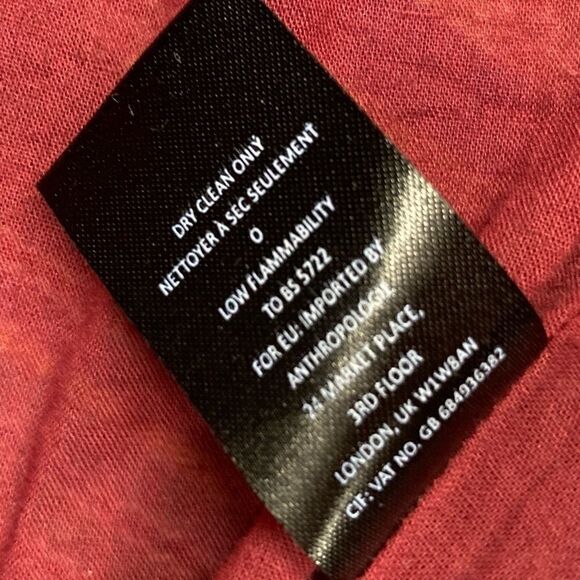 DRY CLEAN ONLY
NETTOYER À SEC SEULEMENT
O
LOW FLAMMABILITY
TO BS 5722
FOR EU: IMPORTED BY
ANTHROPOLOGIE
24 MARKET PLACE,
3RD FLOOR
LONDON, UK W1W8AN
CIF: VAT NO. GB 684936382